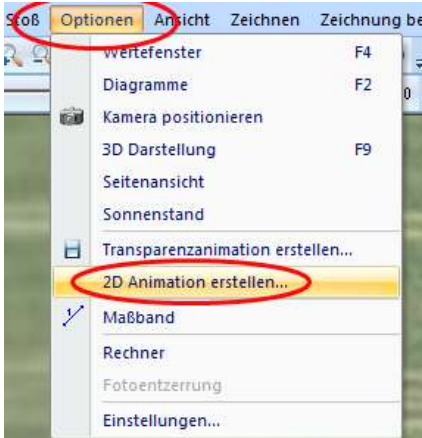 Stoß Optionen Ansicht Zeichnen Zeichnung be
Wertefenster F4
0
Diagramme F2
Kamera positionieren
3D Darstellung F9
Seitenansicht
Sonnenstand
Transparenzanimation erstellen...
2D Animation erstellen...
Maßband
Rechner
Fotoentzerrung
Einstellungen...